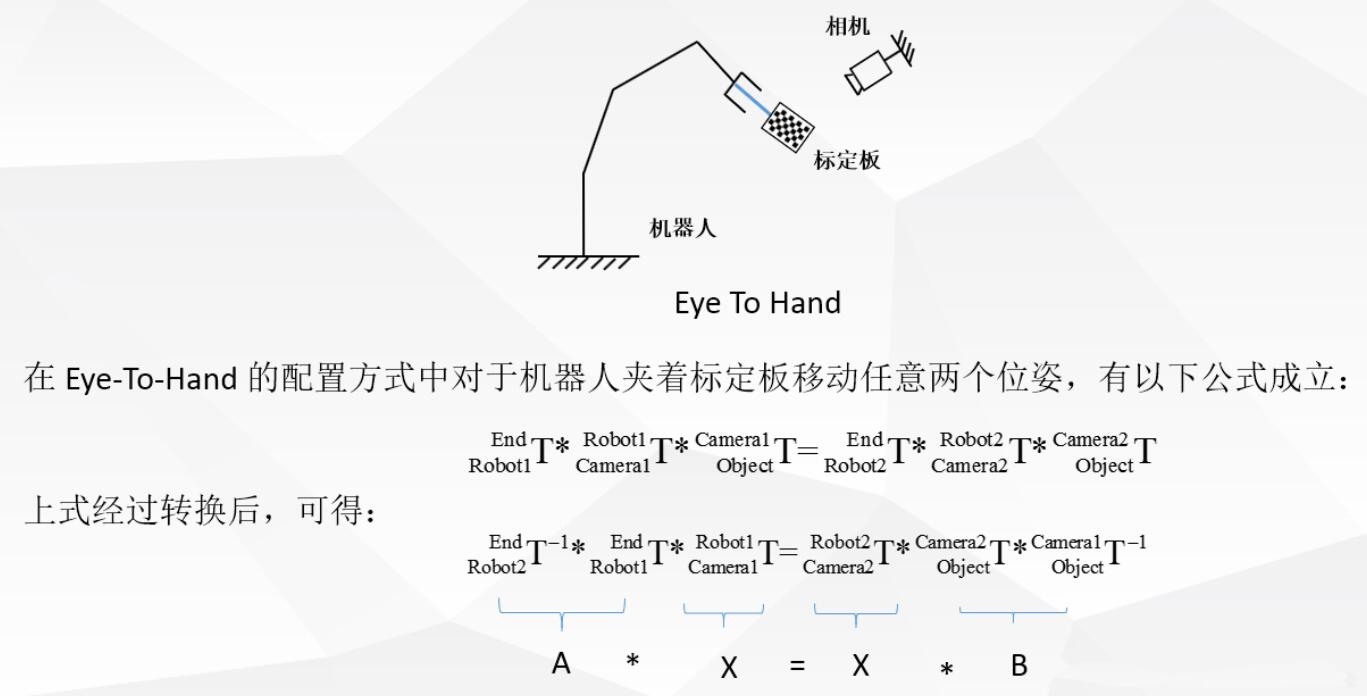 相机
标定板
机器人
Eye To Hand
在 Eye-To-Hand 的配置方式中对于机器人夹着标定板移动任意两个位姿，有以下公式成立：
End Robot1 T* Robot1 Camera1 T* Camera1 Object T= End Robot2 T* Robot2 Camera2 T* Camera2 Object T
上式经过转换后，可得：
End Robot2 T⁻¹* End Robot1 T* Robot1 Camera1 T= Robot2 Camera2 T* Camera2 Object T* Camera1 Object T⁻¹
A * X = X * B